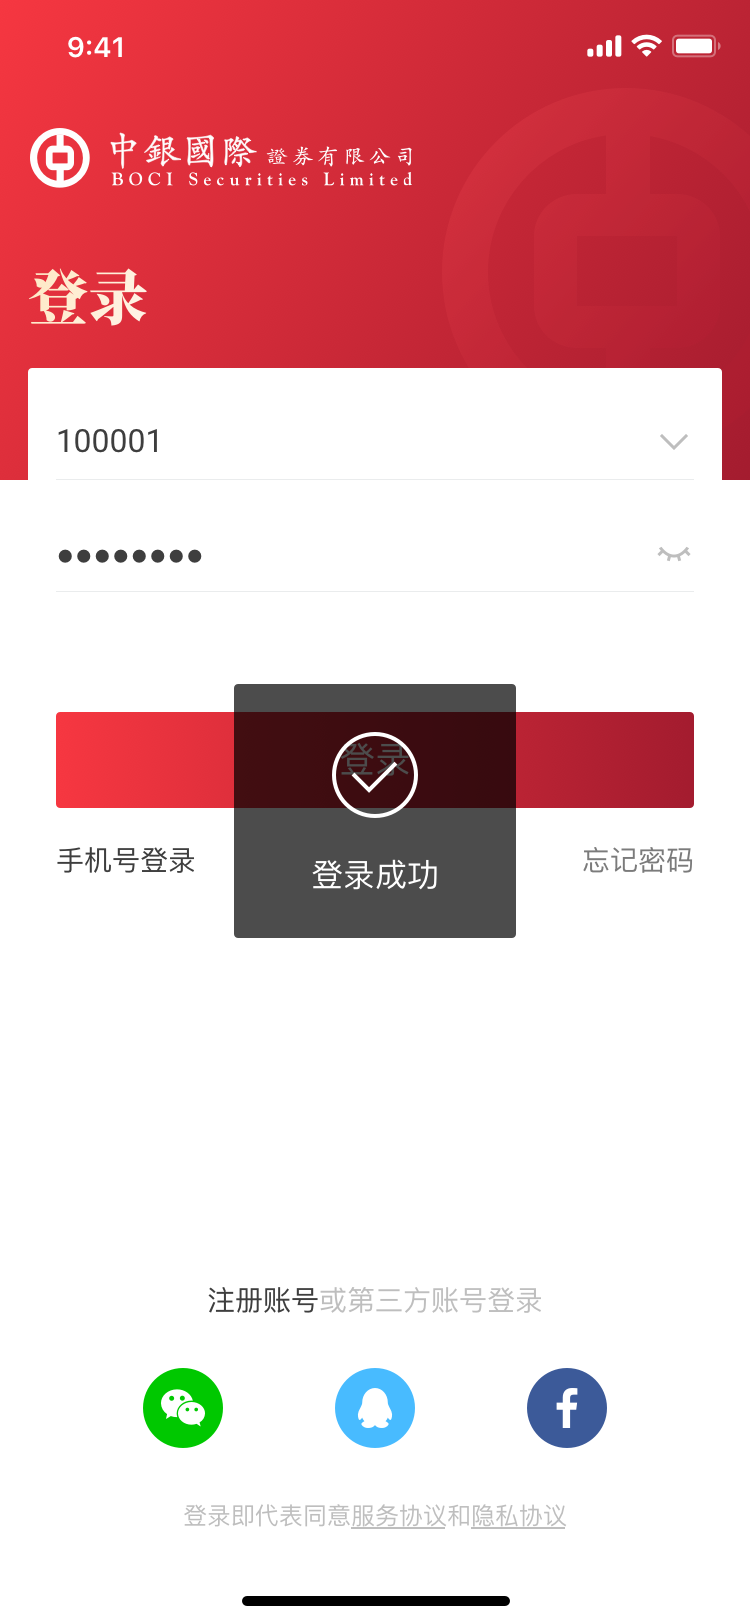 9:41
中銀國際 證券有限公司
BOCI Securities Limited
登录
100001
••••••••
登录
登录成功
手机号登录
忘记密码
注册账号或第三方账号登录
登录即代表同意服务协议和隐私协议